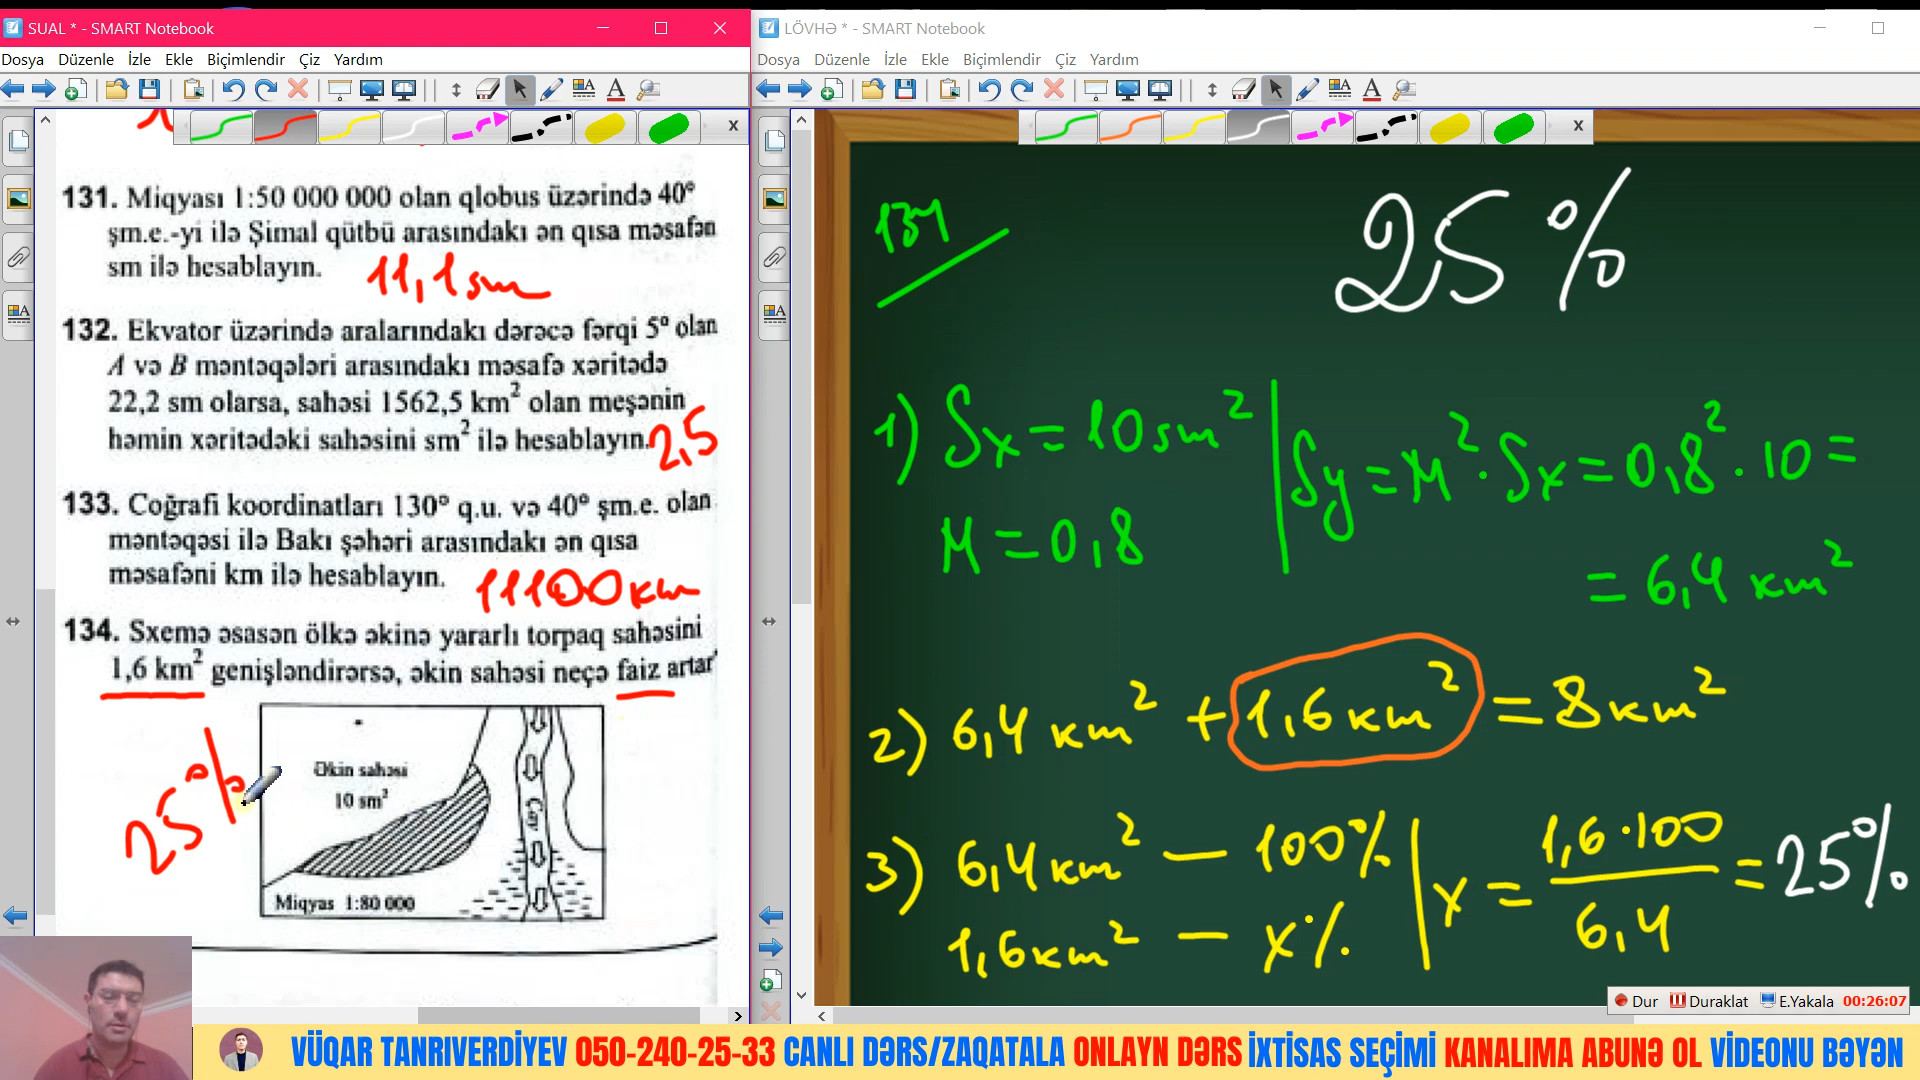 SUAL * - SMART Notebook
Dosya Düzenle İzle Ekle Biçimlendir Çiz Yardım
131. Miqyası 1:50 000 000 olan qlobus üzərində 40°
şm.e.-yi ilə Şimal qütbü arasındakı ən qısa məsafən
sm ilə hesablayın. 11,1sm
132. Ekvator üzərində aralarındakı dərəcə fərqi 5° olan
A və B məntəqələri arasındakı məsafə xəritədə
22,2 sm olarsa, sahəsi 1562,5 km² olan meşənin
həmin xəritədəki sahəsini sm² ilə hesablayın. 2,5
133. Coğrafi koordinatları 130° q.u. və 40° şm.e. olan
məntəqəsi ilə Bakı şəhəri arasındakı ən qısa
məsafəni km ilə hesablayın. 11100 km
134. Sxemə əsasən ölkə əkinə yararlı torpaq sahəsini
1,6 km² genişləndirərsə, əkin sahəsi neçə faiz artar
25%
Əkin sahəsi
10 sm²
Çay
Miqyas 1:80 000
LÖVHƏ * - SMART Notebook
Dosya Düzenle İzle Ekle Biçimlendir Çiz Yardım
134
25%
1) Sx = 10 sm² | Sy = M² · Sx = 0,8² · 10 =
M = 0,8
= 6,4 km²
2) 6,4 km² + 1,6 km² = 8 km²
3) 6,4 km² — 100% | x = 1,6 · 100 / 6,4 = 25%
1,6 km² — x%
Dur Duraklat E.Yakala 00:26:07
VÜQAR TANRIVERDİYEV 050-240-25-33 CANLI DƏRS/ZAQATALA ONLAYN DƏRS İXTİSAS SEÇİMİ KANALIMA ABUNƏ OL VİDEONU BƏYƏN